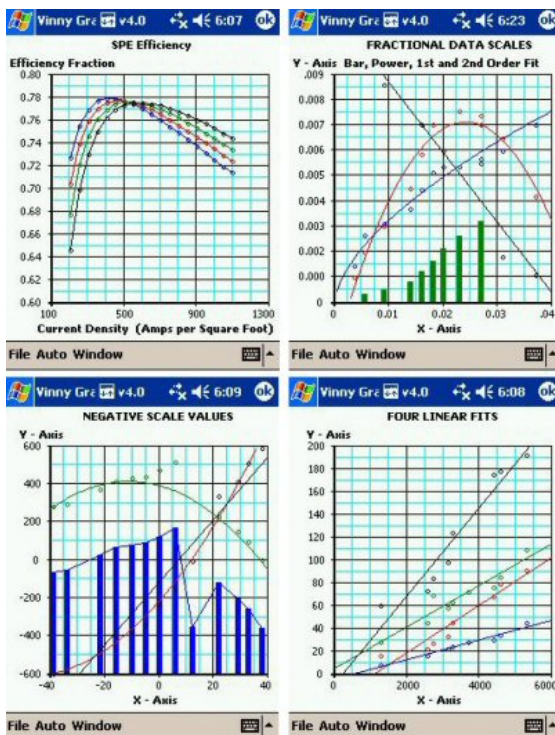 Vinny Gra v4.0 6:07 ok
SPE Efficiency
Efficiency Fraction
0.80
0.78
0.76
0.74
0.72
0.70
0.68
0.66
0.64
0.62
0.60
100 500 900 1300
Current Density (Amps per Square Foot)
File Auto Window
Vinny Gra v4.0 6:23 ok
FRACTIONAL DATA SCALES
Y - Axis Bar, Power, 1st and 2nd Order Fit
.009
0.007
0.006
0.005
0.003
0.002
0.000
0
0 0.01 0.02 0.03 0.04
X - Axis
File Auto Window
Vinny Gra v4.0 6:09 ok
NEGATIVE SCALE VALUES
Y - Axis
600
400
200
0
-200
-400
-600
-40 -20 0 20 40
X - Axis
File Auto Window
Vinny Gra v4.0 6:08 ok
FOUR LINEAR FITS
Y - Axis
200
180
160
140
120
100
80
60
40
20
0
0 2000 4000 6000
X - Axis
File Auto Window